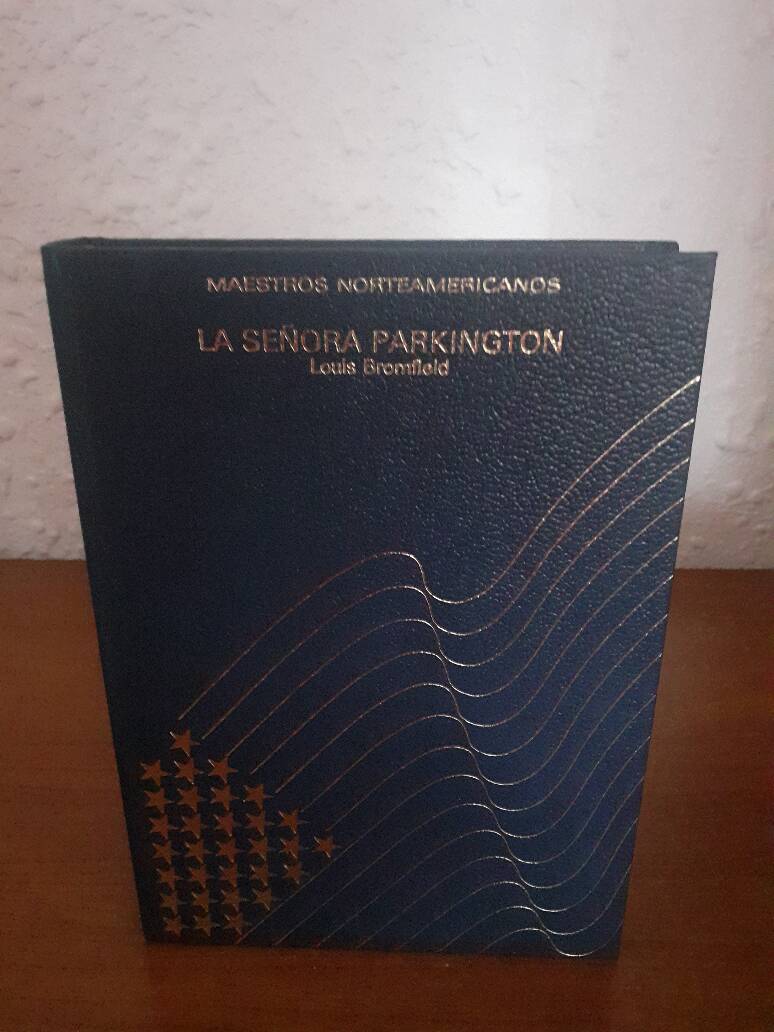 MAESTROS NORTEAMERICANOS
LA SEÑORA PARKINGTON
Louis Bromfield